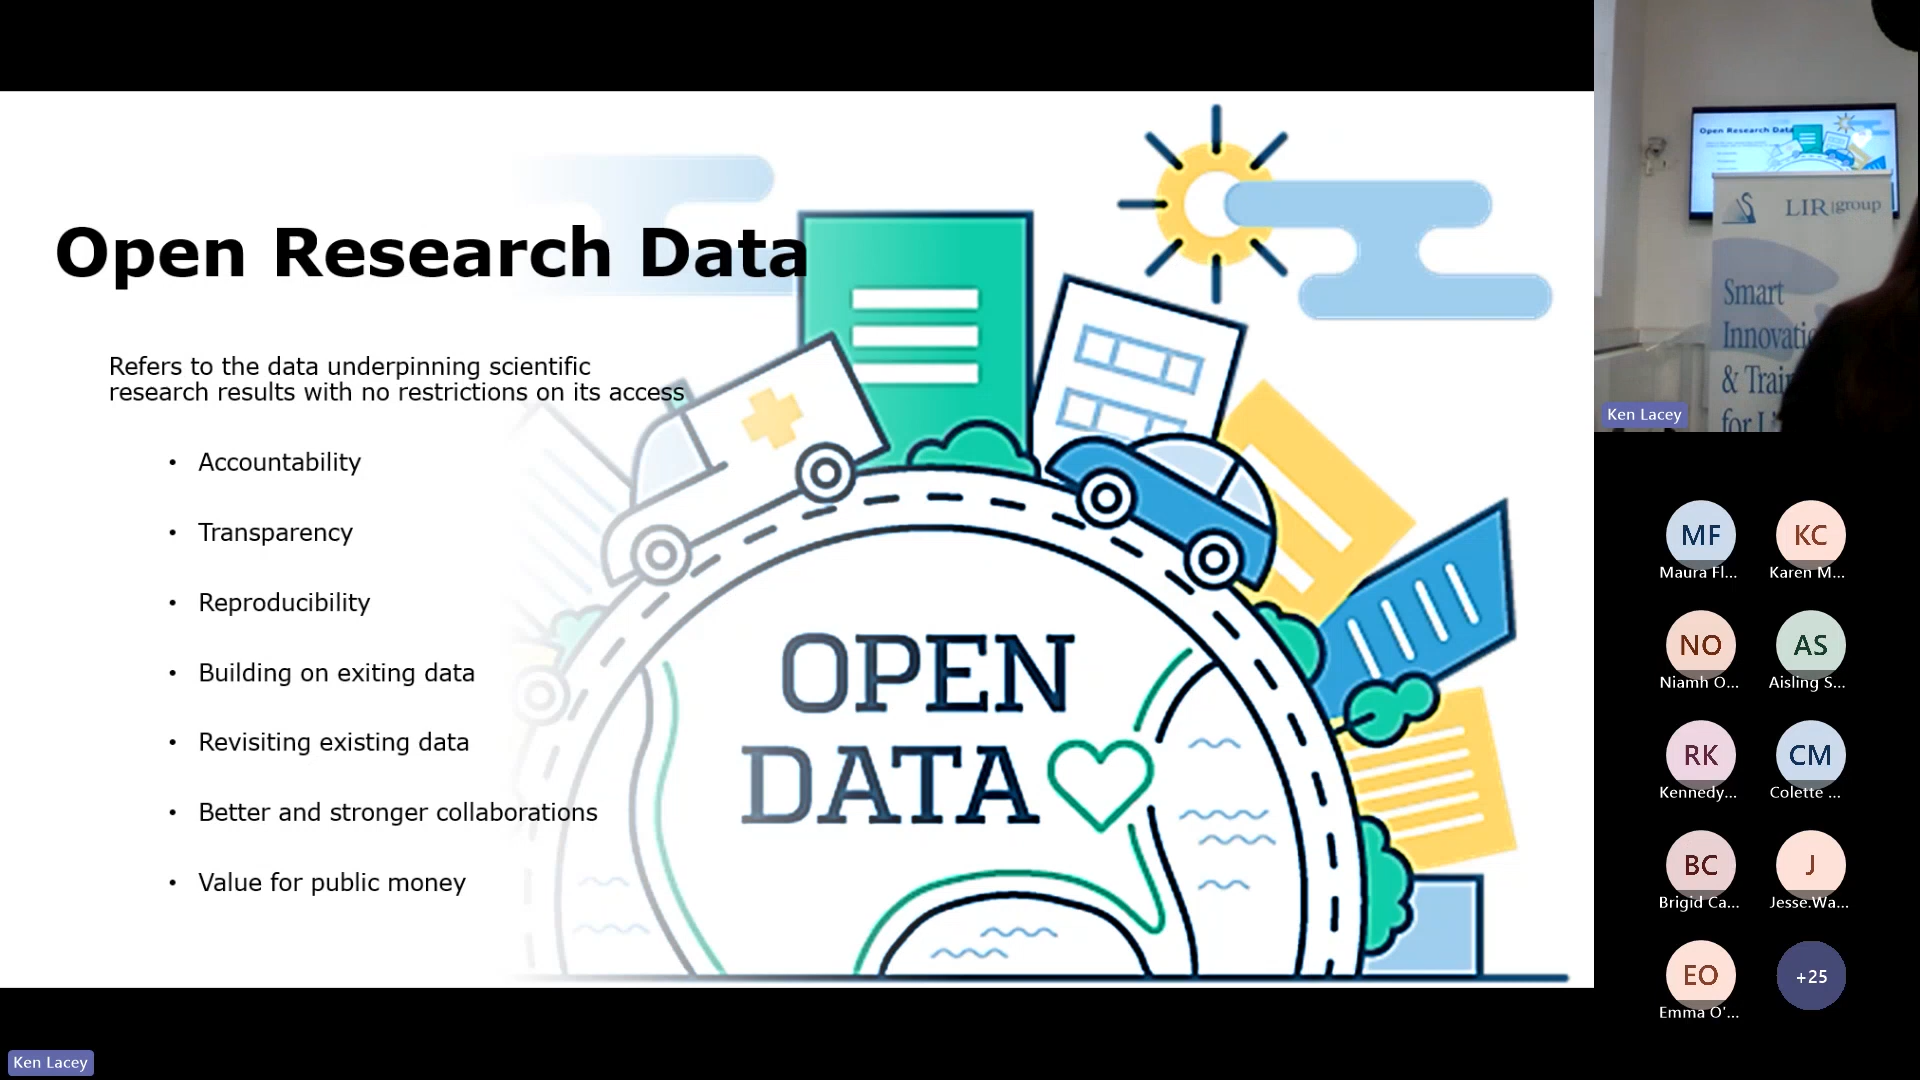 Open Research Data
Refers to the data underpinning scientific
research results with no restrictions on its access
• Accountability
• Transparency
• Reproducibility
• Building on exiting data
• Revisiting existing data
• Better and stronger collaborations
• Value for public money
OPEN
DATA
Open Research Data
LIR group
Smart
Innovatio
& Train
for Li
Ken Lacey
MF
Maura Fl...
KC
Karen M...
NO
Niamh O...
AS
Aisling S...
RK
Kennedy...
CM
Colette ...
BC
Brigid Ca...
J
Jesse.Wa...
EO
Emma O'...
+25
Ken Lacey